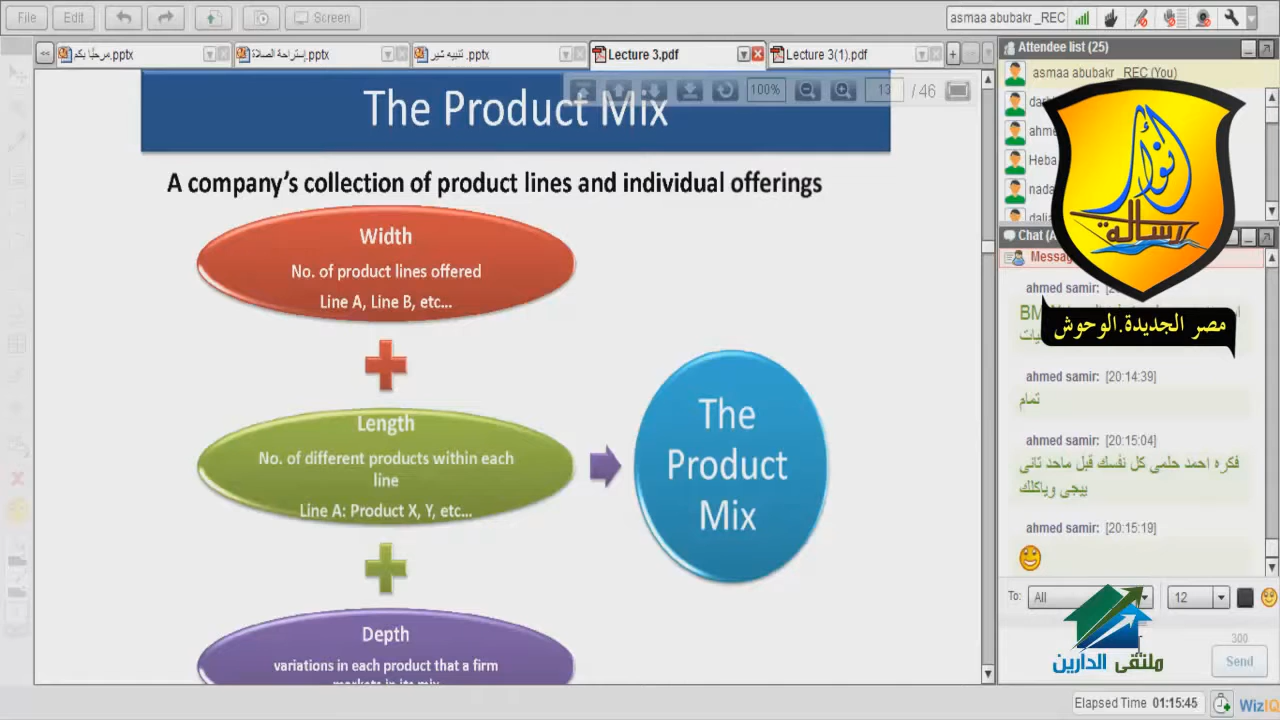 File Edit Screen asmaa abubakr _REC
<< مرحبا بكم.pptx إستراحة الصلاة.pptx تنبيه شير .pptx Lecture 3.pdf Lecture 3(1).pdf
100% 13 / 46
The Product Mix
A company's collection of product lines and individual offerings
Width
No. of product lines offered
Line A, Line B, etc...
Length
No. of different products within each
line
Line A: Product X, Y, etc...
Depth
variations in each product that a firm
markets in its mix
The
Product
Mix
Attendee list (25)
asmaa abubakr _REC (You)
Heba
أنوار
رسالة
مصر الجديدة.الوحوش
Chat
ahmed samir:
ahmed samir: [20:14:39]
تمام
ahmed samir: [20:15:04]
فكره احمد حلمى كل نفسك قبل ماحد تانى
ييجى وياكلك
ahmed samir: [20:15:19]
To: All 12
ملتقى الدارين
300
Send
Elapsed Time 01:15:45 WizIQ